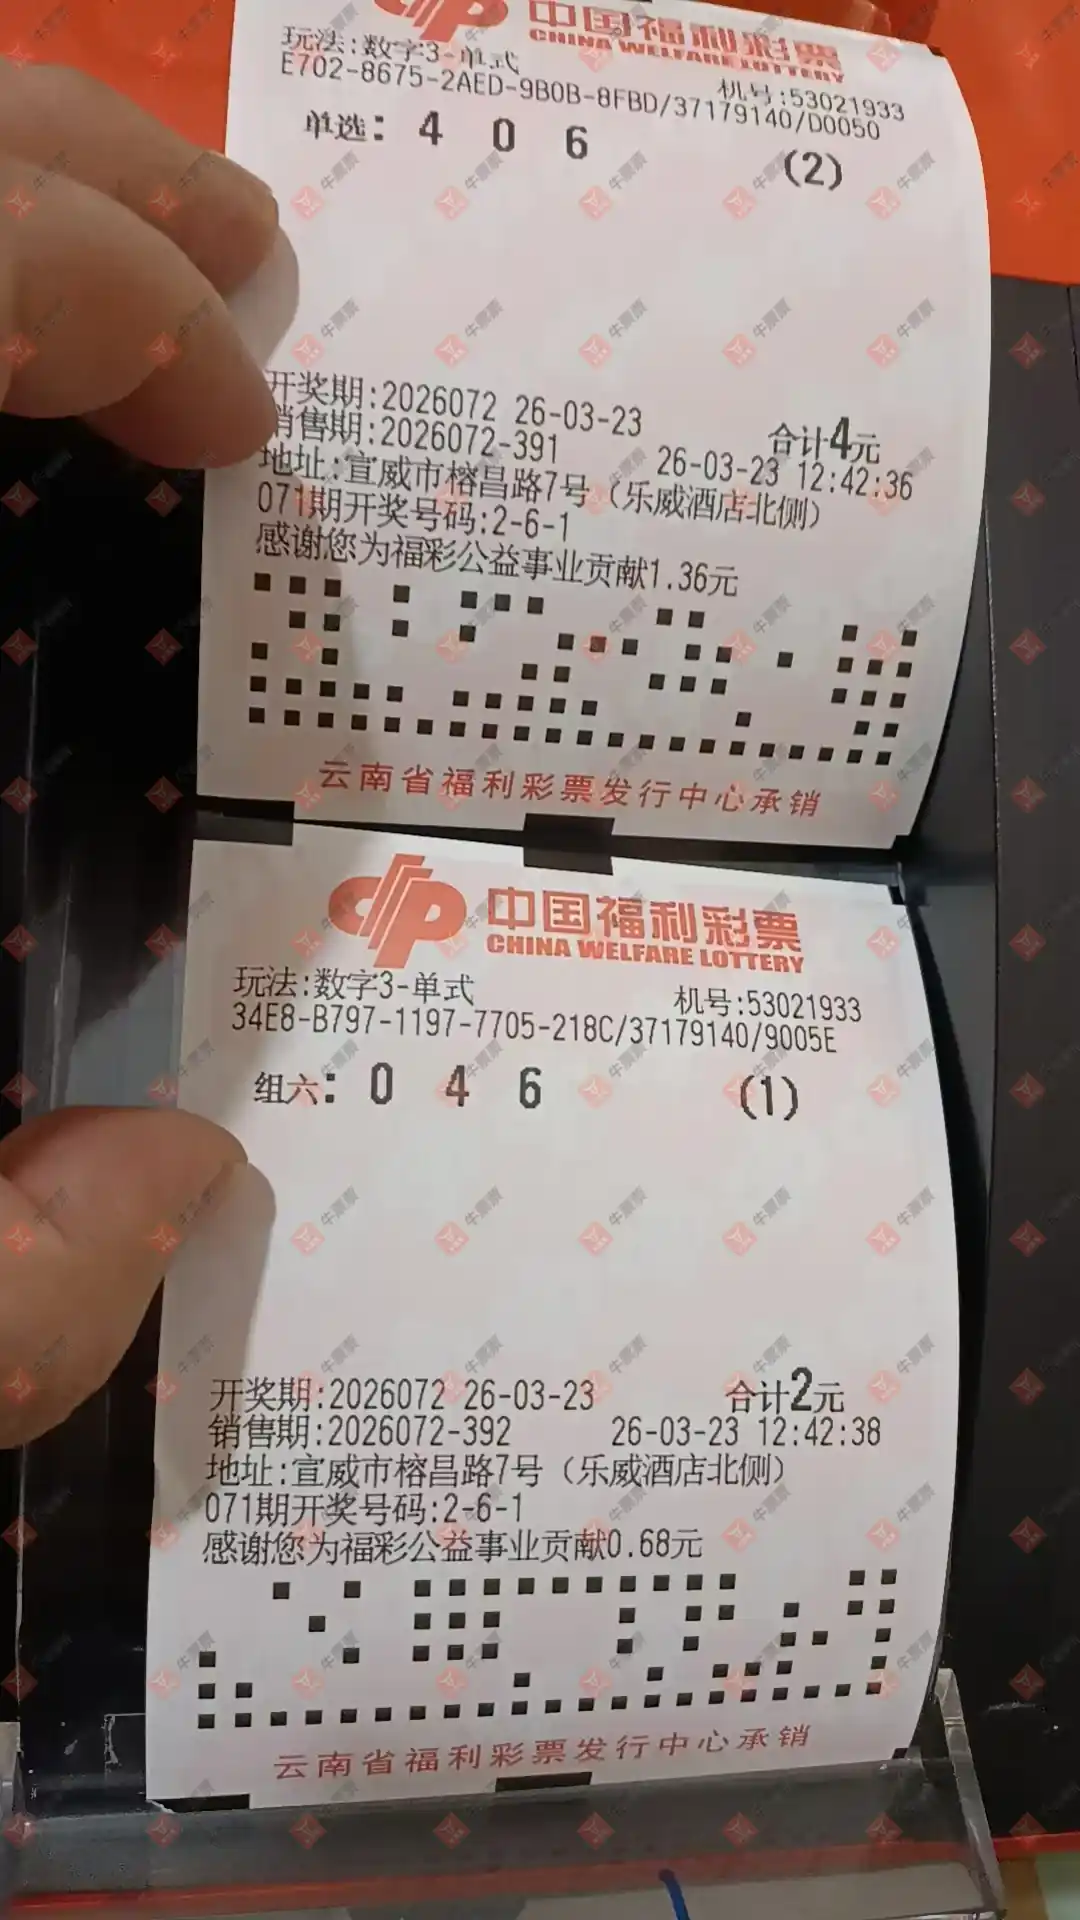 中国福利彩票
CHINA WELFARE LOTTERY
玩法:数字3-单式
机号:53021933
E702-8675-2AED-9B0B-8FBD/37179140/D0050
单选: 4 0 6 (2)
开奖期:2026072 26-03-23 合计4元
销售期:2026072-391 26-03-23 12:42:36
地址:宣威市榕昌路7号（乐威酒店北侧）
071期开奖号码:2-6-1
感谢您为福彩公益事业贡献1.36元
云南省福利彩票发行中心承销
中国福利彩票
CHINA WELFARE LOTTERY
玩法:数字3-单式 机号:53021933
34E8-B797-1197-7705-218C/37179140/9005E
组六: 0 4 6 (1)
开奖期:2026072 26-03-23 合计2元
销售期:2026072-392 26-03-23 12:42:38
地址:宣威市榕昌路7号（乐威酒店北侧）
071期开奖号码:2-6-1
感谢您为福彩公益事业贡献0.68元
云南省福利彩票发行中心承销
牛票票